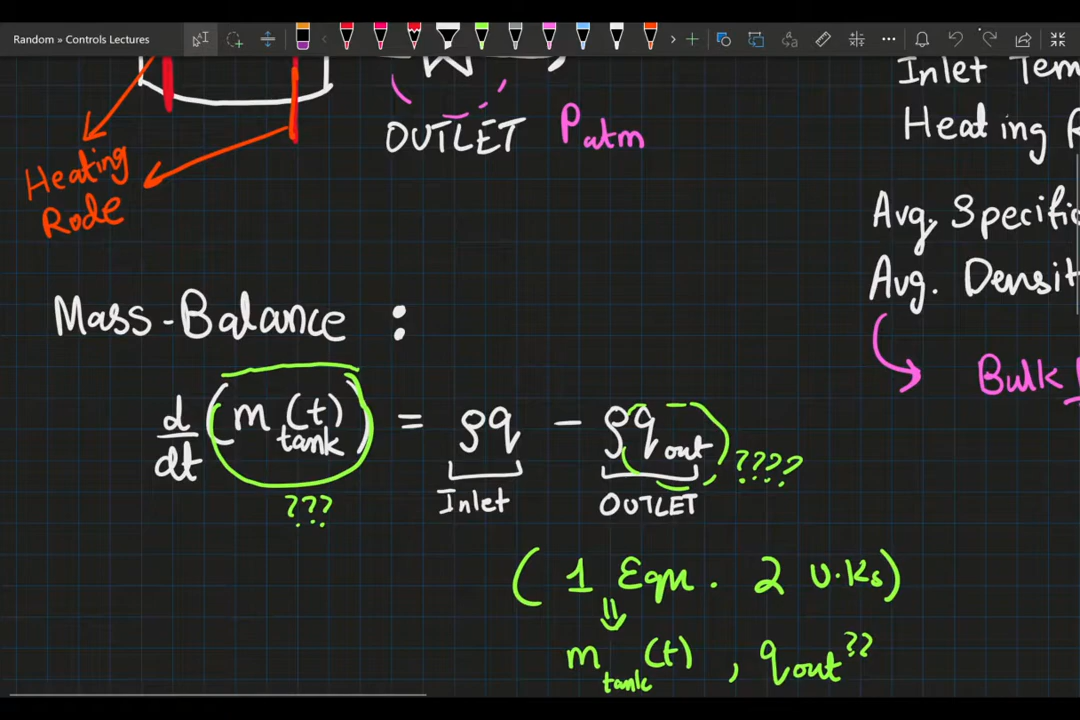 Random » Controls Lectures
Inlet Tem
OUTLET Patm
Heating R
Heating
Rode
Avg. Specific
Avg. Densit
Mass-Balance :
Bulk
d/dt (m tank (t)) = ρq - ρq out
??? ????
Inlet OUTLET
(1 Eqn. 2 U.Ks)
m tank (t) , q out ??